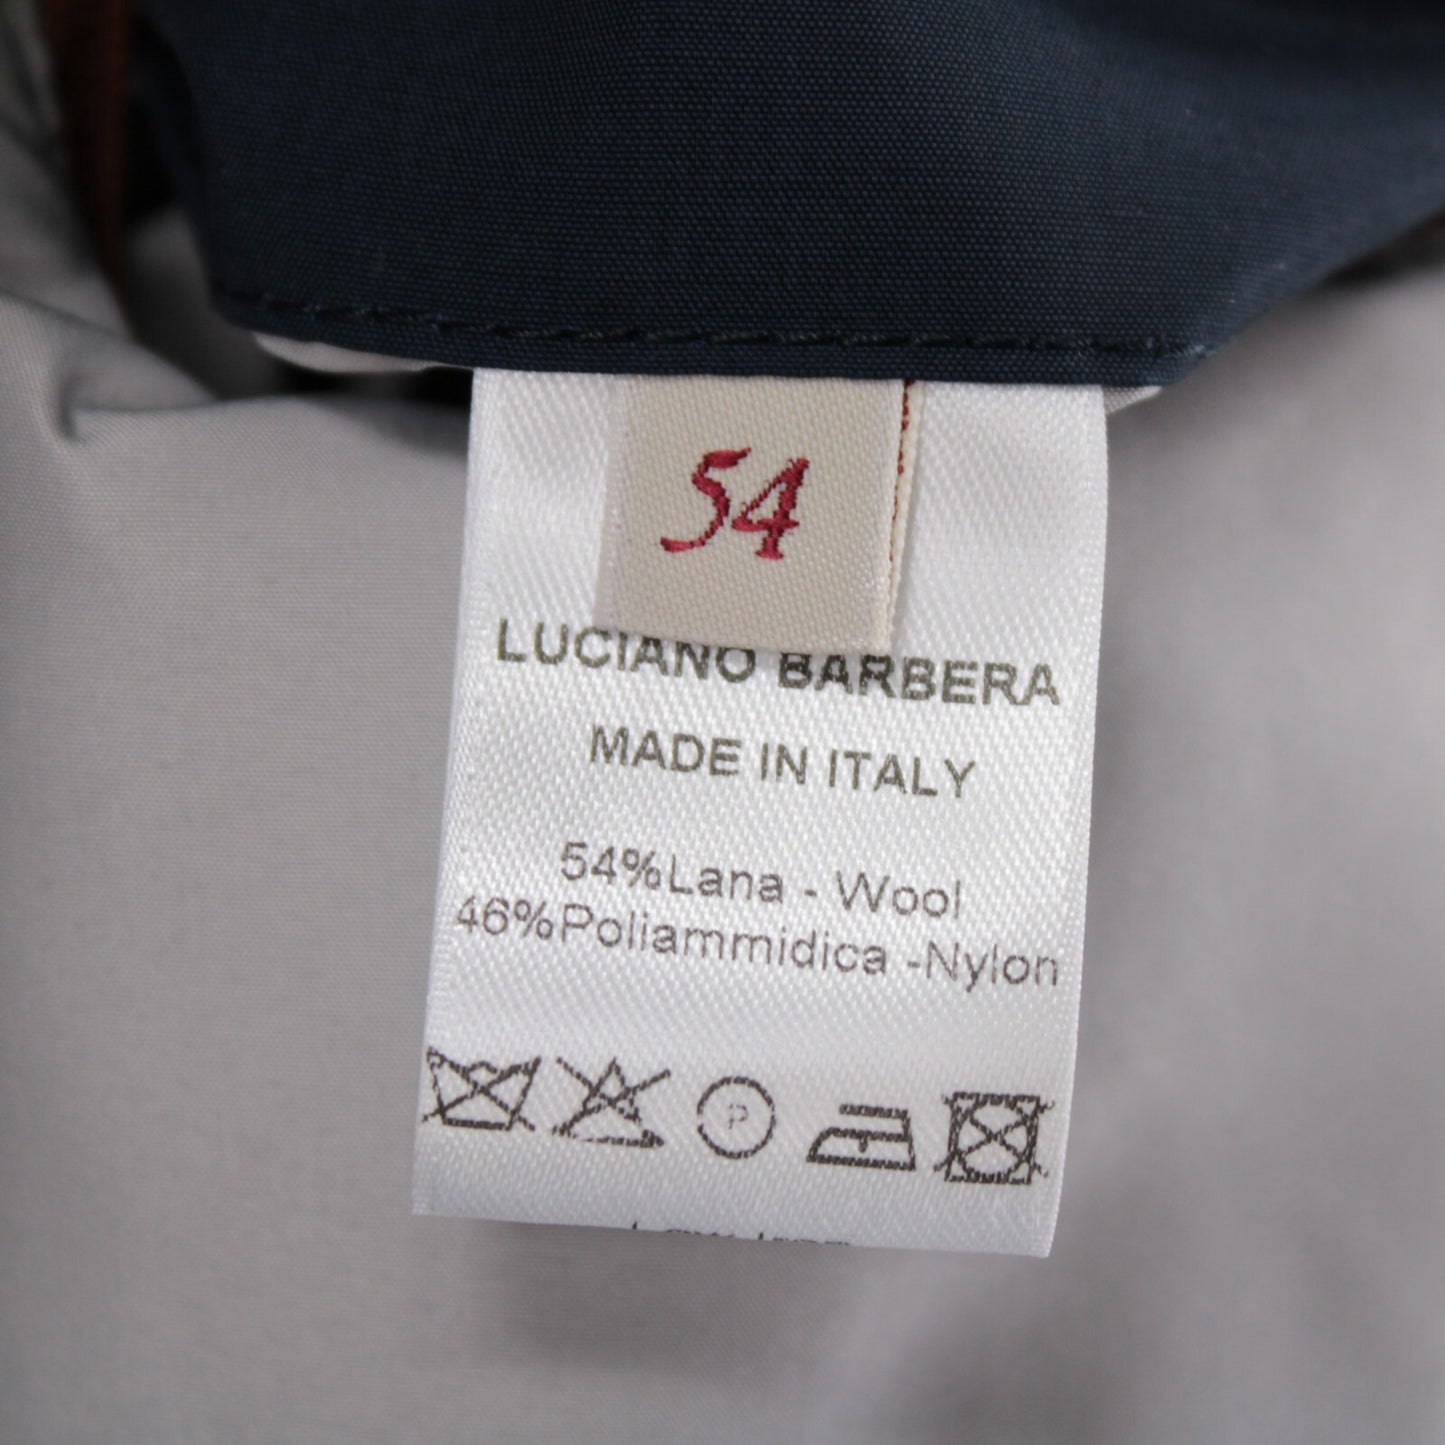 54
LUCIANO BARBERA
MADE IN ITALY
54%Lana - Wool
46%Poliammidica -Nylon
P